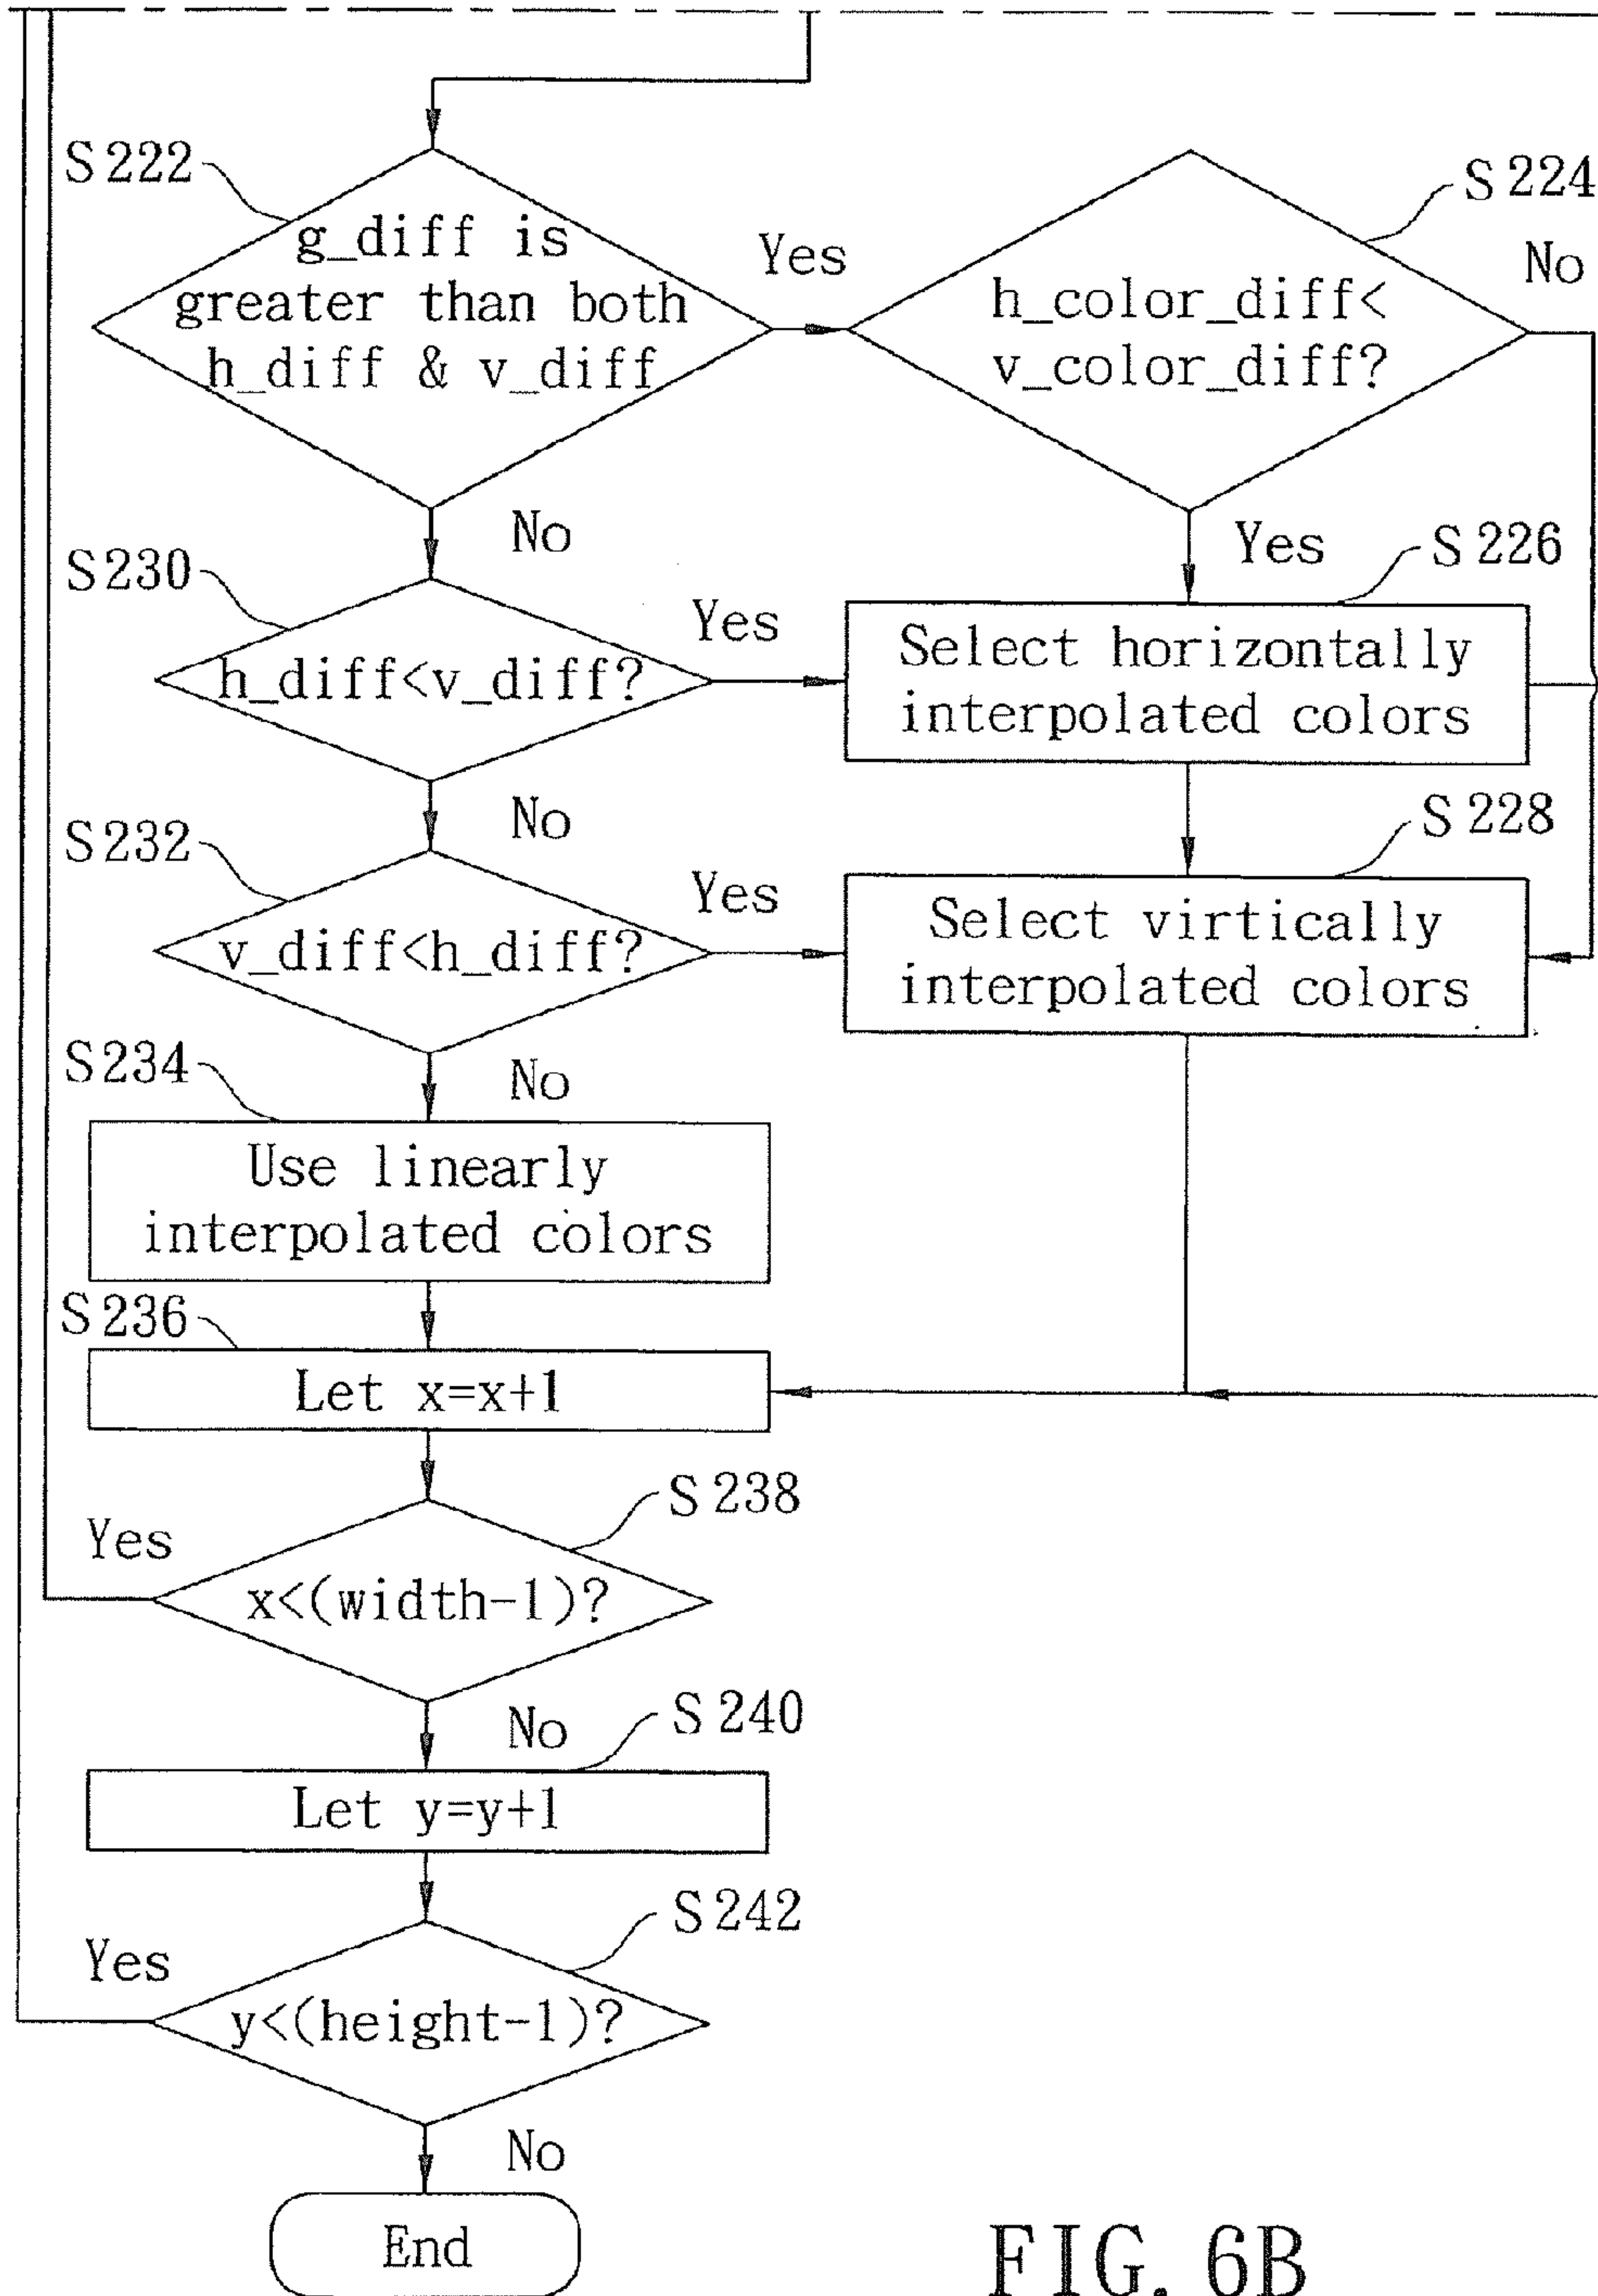 S222
g_diff is
greater than both
h_diff & v_diff
Yes
S224
No
h_color_diff<
v_color_diff?
No
Yes
S226
S230
Yes
h_diff<v_diff?
Select horizontally
interpolated colors
No
S228
S232
Yes
v_diff<h_diff?
Select virtically
interpolated colors
S234
No
Use linearly
interpolated colors
S236
Let x=x+1
S238
Yes
x<(width-1)?
No
S240
Let y=y+1
S242
Yes
y<(height-1)?
No
End
FIG. 6B